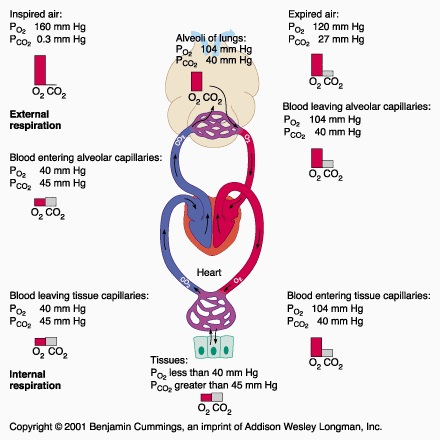 Inspired air:
PO2 160 mm Hg
PCO2 0.3 mm Hg
O2 CO2
External
respiration
Alveoli of lungs:
PO2 104 mm Hg
PCO2 40 mm Hg
O2 CO2
Expired air:
PO2 120 mm Hg
PCO2 27 mm Hg
O2 CO2
Blood leaving alveolar capillaries:
PO2 104 mm Hg
PCO2 40 mm Hg
O2 CO2
Blood entering alveolar capillaries:
PO2 40 mm Hg
PCO2 45 mm Hg
O2 CO2
CO2
O2
Heart
CO2
O2
Blood leaving tissue capillaries:
PO2 40 mm Hg
PCO2 45 mm Hg
O2 CO2
Internal
respiration
Blood entering tissue capillaries:
PO2 104 mm Hg
PCO2 40 mm Hg
O2 CO2
Tissues:
PO2 less than 40 mm Hg
PCO2 greater than 45 mm Hg
O2 CO2
Copyright © 2001 Benjamin Cummings, an imprint of Addison Wesley Longman, Inc.